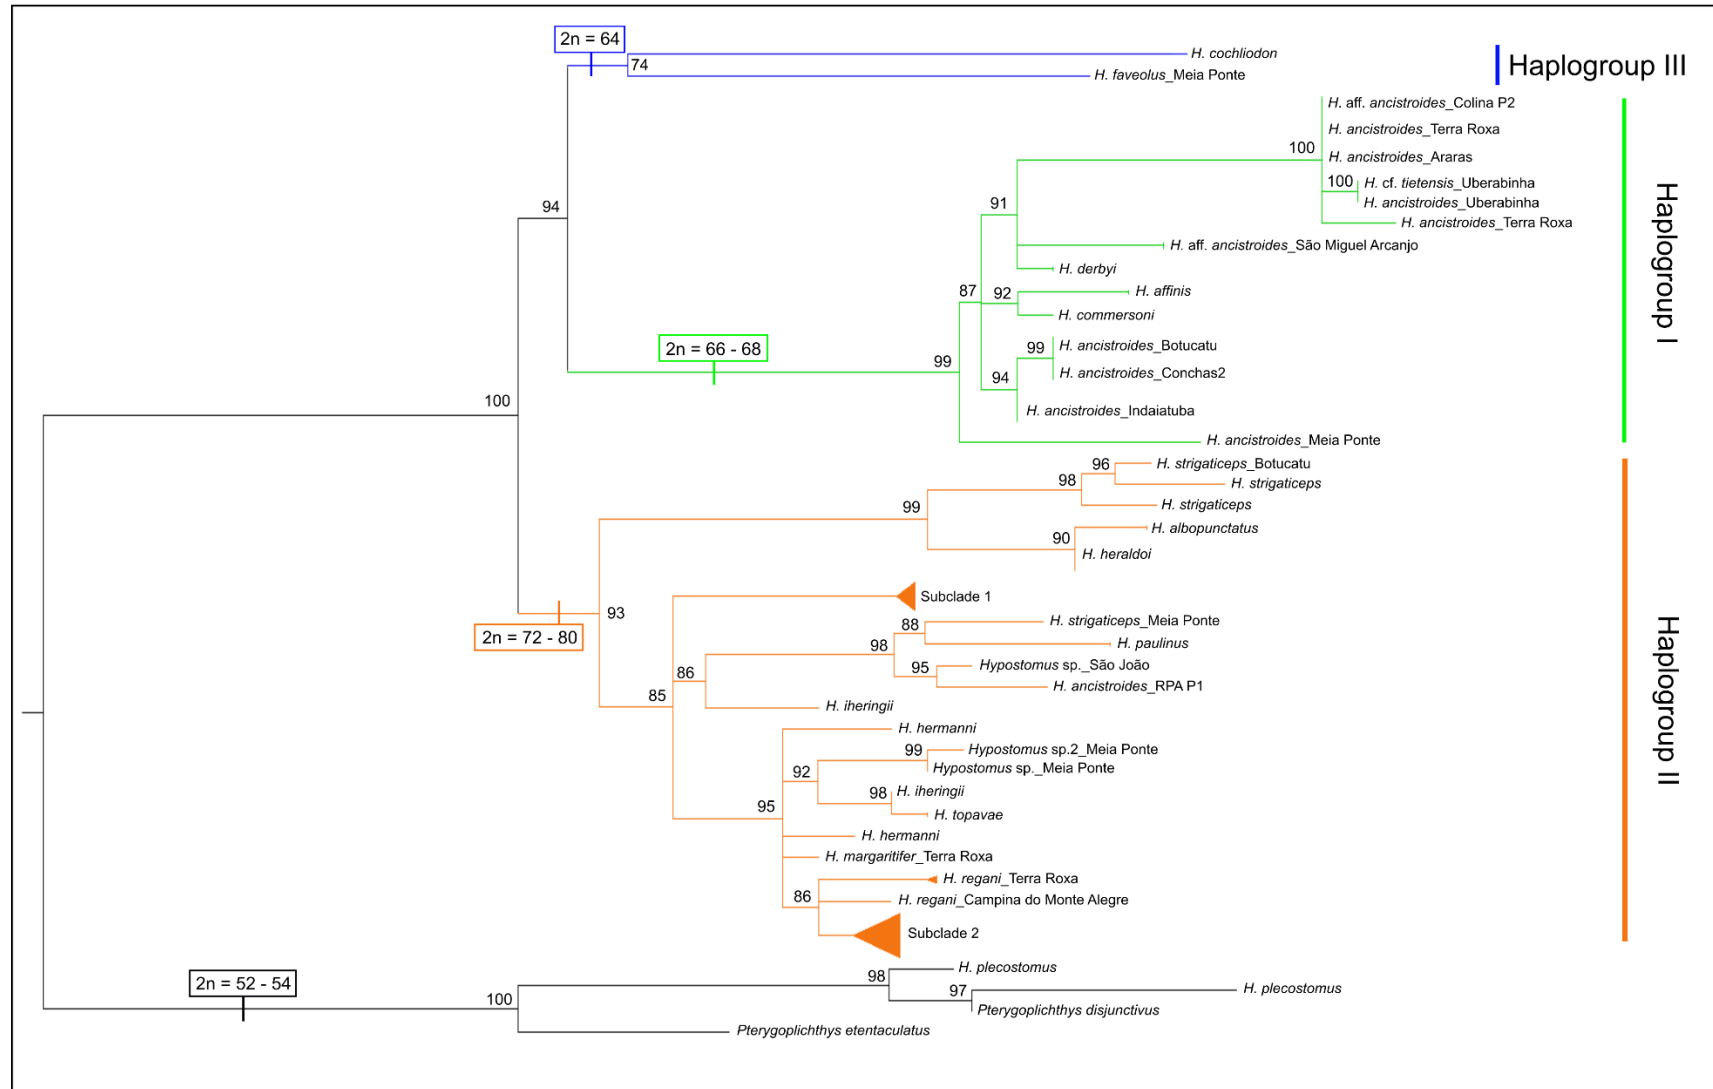 2n = 64
74
H. cochliodon
H. faveolus_Meia Ponte
Haplogroup III
94
100
2n = 66 - 68
99
87
91
100
H. aff. ancistroides_Colina P2
H. ancistroides_Terra Roxa
H. ancistroides_Araras
100
H. cf. tietensis_Uberabinha
H. ancistroides_Uberabinha
H. ancistroides_Terra Roxa
H. aff. ancistroides_São Miguel Arcanjo
H. derbyi
92
H. affinis
H. commersoni
94
99
H. ancistroides_Botucatu
H. ancistroides_Conchas2
H. ancistroides_Indaiatuba
H. ancistroides_Meia Ponte
Haplogroup I
2n = 72 - 80
93
99
98
96
H. strigaticeps_Botucatu
H. strigaticeps
H. strigaticeps
90
H. albopunctatus
H. heraldoi
85
Subclade 1
86
98
88
H. strigaticeps_Meia Ponte
H. paulinus
95
Hypostomus sp._São João
H. ancistroides_RPA P1
H. iheringii
95
H. hermanni
92
99
Hypostomus sp.2_Meia Ponte
Hypostomus sp._Meia Ponte
98
H. iheringii
H. topavae
H. hermanni
H. margaritifer_Terra Roxa
86
H. regani_Terra Roxa
H. regani_Campina do Monte Alegre
Subclade 2
Haplogroup II
2n = 52 - 54
100
98
H. plecostomus
97
H. plecostomus
Pterygoplichthys disjunctivus
Pterygoplichthys etentaculatus